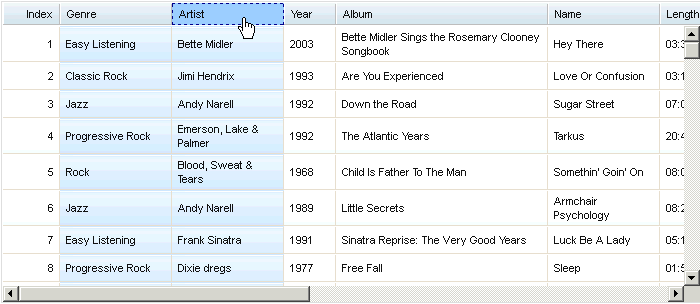 Index Genre Artist Year Album Name Length
1 Easy Listening Bette Midler 2003 Bette Midler Sings the Rosemary Clooney Songbook Hey There 03:3
2 Classic Rock Jimi Hendrix 1993 Are You Experienced Love Or Confusion 03:1
3 Jazz Andy Narell 1992 Down the Road Sugar Street 07:0
4 Progressive Rock Emerson, Lake & Palmer 1992 The Atlantic Years Tarkus 20:4
5 Rock Blood, Sweat & Tears 1968 Child Is Father To The Man Somethin' Goin' On 08:0
6 Jazz Andy Narell 1989 Little Secrets Armchair Psychology 08:2
7 Easy Listening Frank Sinatra 1991 Sinatra Reprise: The Very Good Years Luck Be A Lady 05:1
8 Progressive Rock Dixie dregs 1977 Free Fall Sleep 01:5